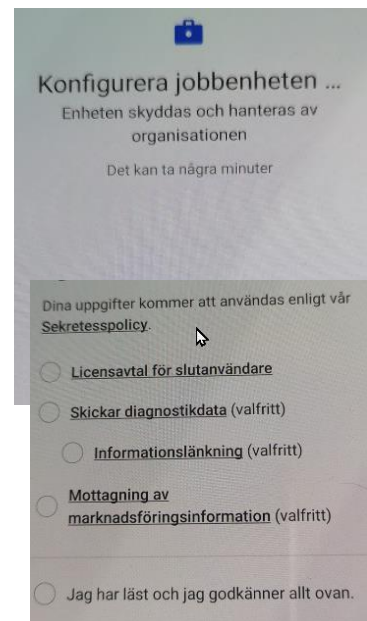 Konfigurera jobbenheten ...
Enheten skyddas och hanteras av
organisationen
Det kan ta några minuter
Dina uppgifter kommer att användas enligt vår
Sekretesspolicy.
Licensavtal för slutanvändare
Skickar diagnostikdata (valfritt)
Informationslänkning (valfritt)
Mottagning av
marknadsföringsinformation (valfritt)
Jag har läst och jag godkänner allt ovan.